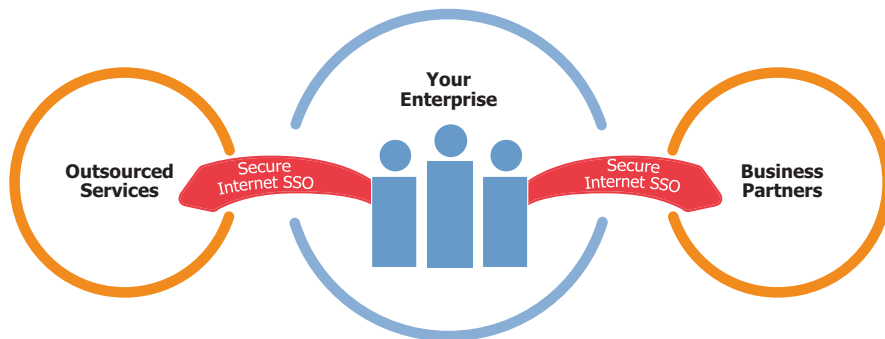 Your
Enterprise
Outsourced
Services
Secure
Internet SSO
Secure
Internet SSO
Business
Partners